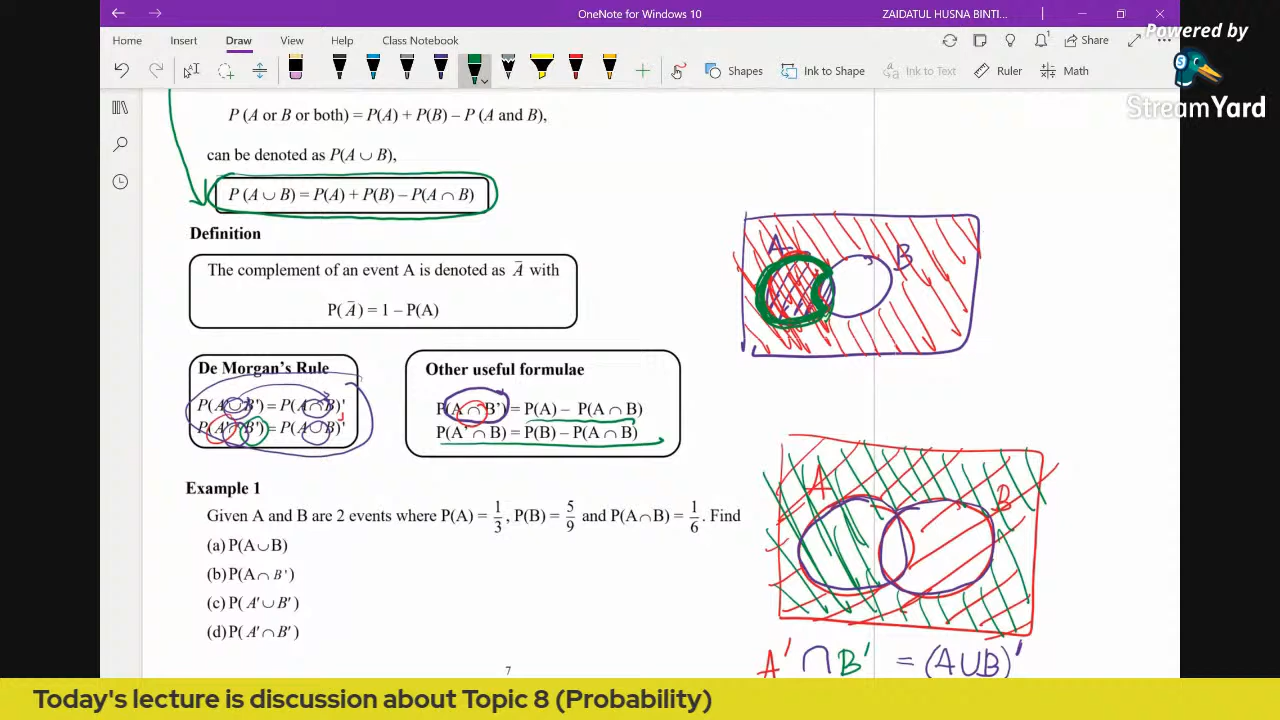 OneNote for Windows 10
ZAIDATUL HUSNA BINTI...
Powered by
StreamYard
Home Insert Draw View Help Class Notebook Share
Shapes Ink to Shape Ink to Text Ruler Math
P (A or B or both) = P(A) + P(B) – P (A and B),
can be denoted as P(A ∪ B),
P (A ∪ B) = P(A) + P(B) – P(A ∩ B)
Definition
The complement of an event A is denoted as A̅ with
P( A̅ ) = 1 – P(A)
A B
De Morgan's Rule
P(A' ∪ B') = P(A ∩ B)'
P(A' ∩ B') = P(A ∪ B)'
Other useful formulae
P(A ∩ B') = P(A) – P(A ∩ B)
P(A' ∩ B) = P(B) – P(A ∩ B)
A B
Example 1
Given A and B are 2 events where P(A) = 1/3, P(B) = 5/9 and P(A∩B) = 1/6. Find
(a) P(A∪B)
(b) P(A∩ B')
(c) P( A' ∪ B')
(d) P( A' ∩ B')
A' ∩ B' = (A∪B)'
7
Today's lecture is discussion about Topic 8 (Probability)